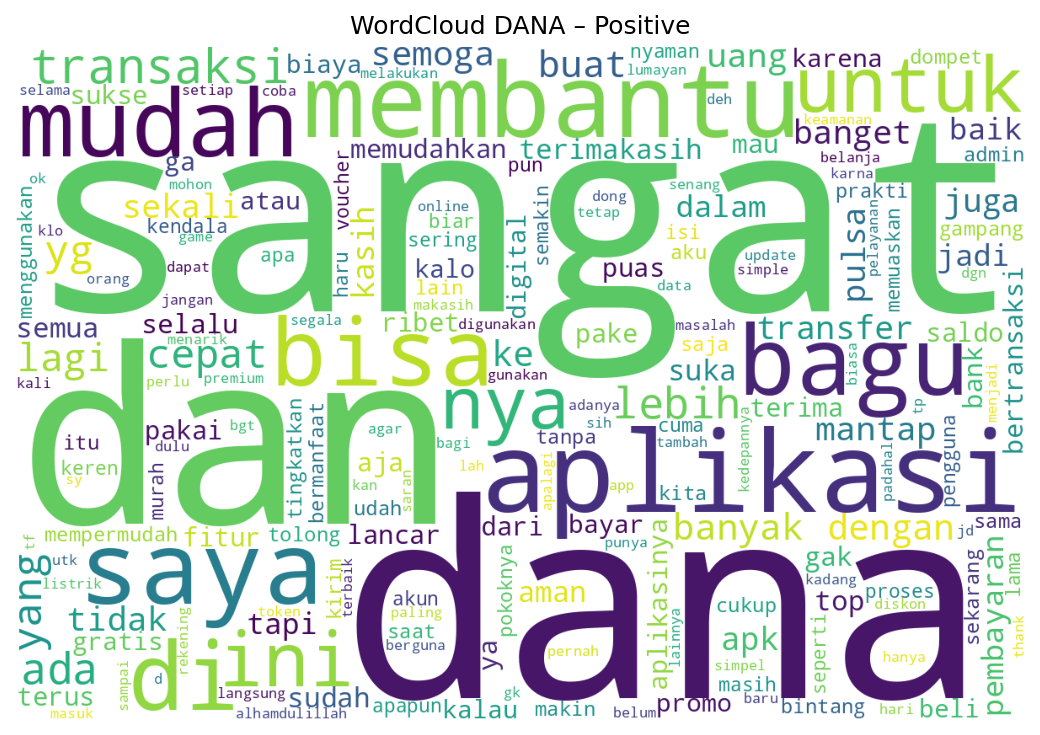 WordCloud DANA – Positive
transaksi biaya semoga buat nyaman uang karena dompet
melakukan lumayan
selama sukse setiap coba deh keamanan
mudah membantu untuk
banget baik
ga memudahkan terimakasih mau belanja admin
voucher pun karna
ok mohon online dong senang prakti
sangat
menggunakan sekali atau biar tetap dalam juga
kendala kasih semakin isi pulsa pelayanan gampang
klo yg game sering digital aku memuaskan
apa update jadi
orang dapat haru kalo puas simple dgn
lain data
jangan makasih bertransaksi
semua selalu segala ribet digunakan pake masalah transfer saldo
menarik saja
lagi cepat bisa ke suka bagu biasa bank
kali perlu premium gunakan menjadi
dan nya adanya lebih terima tp
itu pakai bgt agar bagi sih cuma mantap
dulu tanpa tambah
keren murah tingkatkan bermanfaat aja lah aplikasi kedepannya padahal pengguna
sy kan saran apalagi app kita
udah
mempermudah fitur tolong lancar dari bayar banyak dengan sama
tf punya jd
utk saya dana gak kadang
listrik kirim terbaik akun pokoknya aman aplikasinya proses sekarang pembayaran lama
yang token paling cukup top diskon
tidak tapi saat apk
gratis rekening berguna ya pernah lainnya seperti hanya thank
ada di ini simpel
sampai d masih
terus langsung sudah gk promo baru beli
masuk alhamdulillah apapun kalau makin belum bintang hari